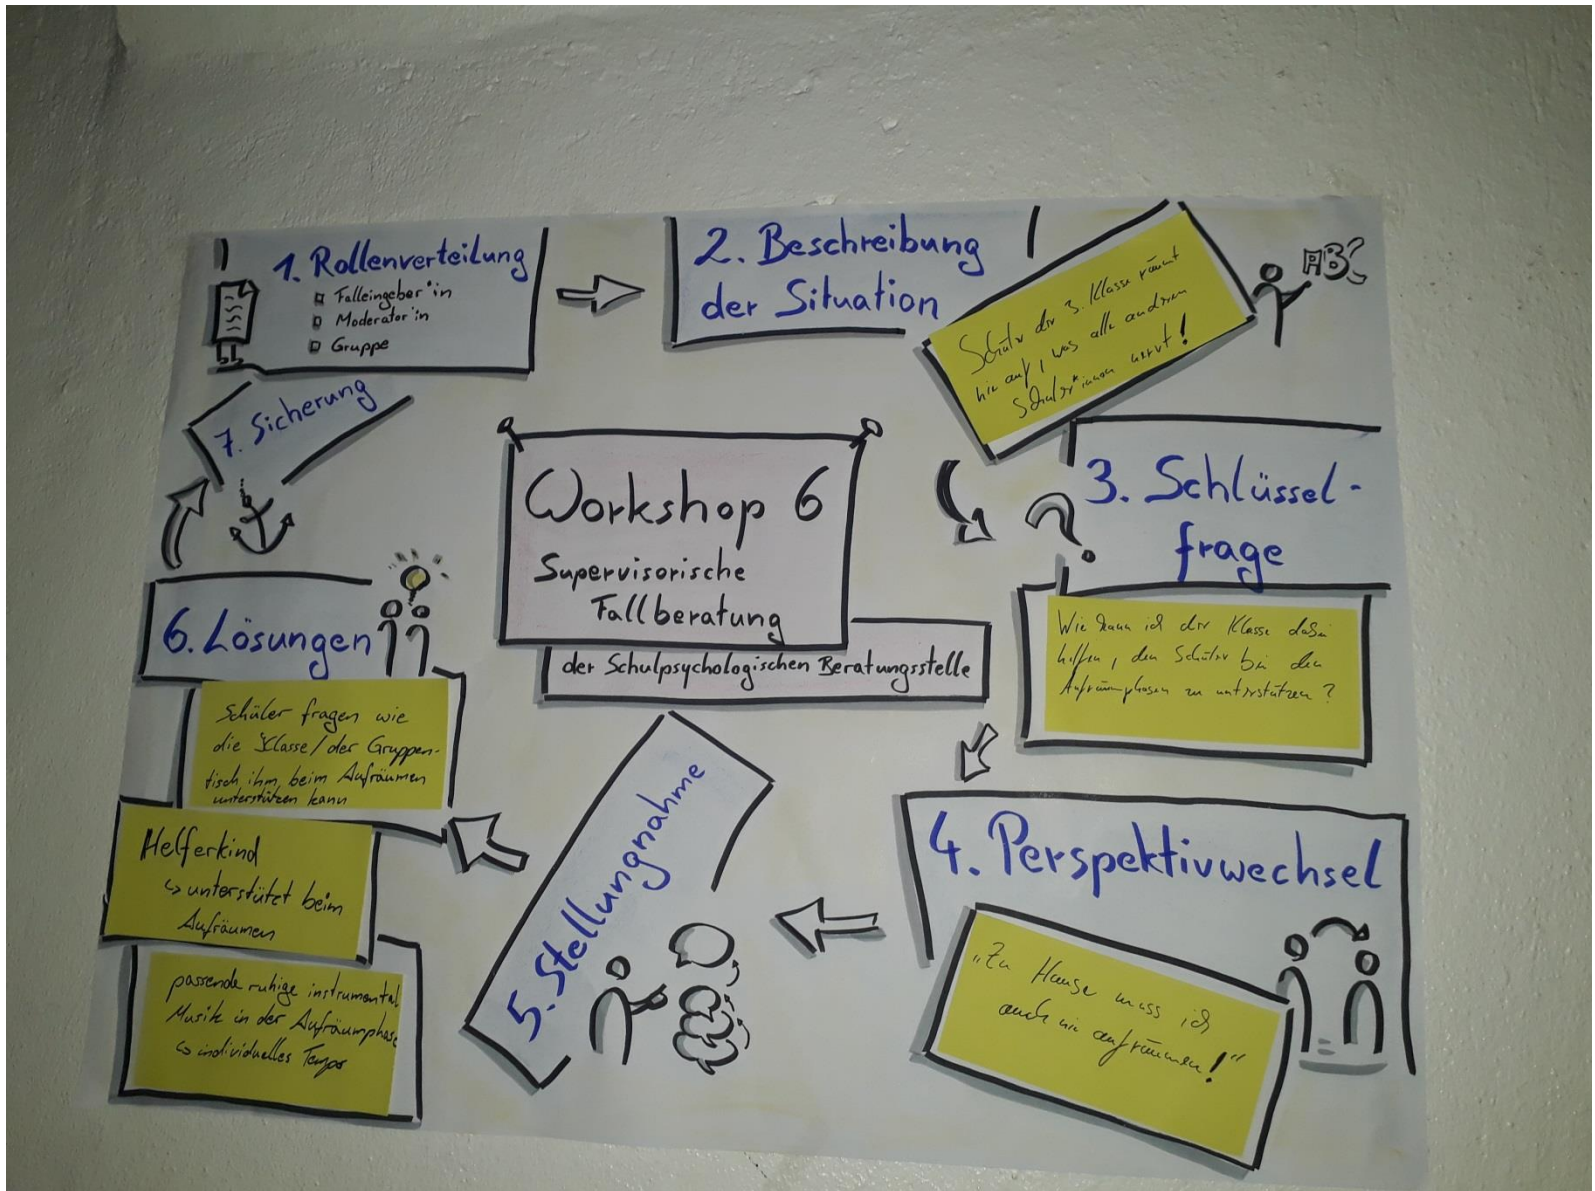 1. Rollenverteilung
Falleingeber*in
Moderator*in
Gruppe
2. Beschreibung
der Situation
Schüler der 3. Klasse räumt
nie auf, was alle anderen
Schüler*innen nervt!
ABC
3. Schlüssel-
frage
Wie kann ich der Klasse dabei
helfen, den Schüler bei den
Aufräumphasen zu unterstützen?
4. Perspektivwechsel
„Zu Hause muss ich
auch nie aufräumen!“
5. Stellungnahme
6. Lösungen
Schüler fragen wie
die Klasse/der Gruppen-
tisch ihm beim Aufräumen
unterstützen kann
Helferkind
↳ unterstützt beim
Aufräumen
passende ruhige instrumental
Musik in der Aufräumphase
↳ individuelles Tempo
7. Sicherung
Workshop 6
Supervisorische
Fallberatung
der Schulpsychologischen Beratungsstelle